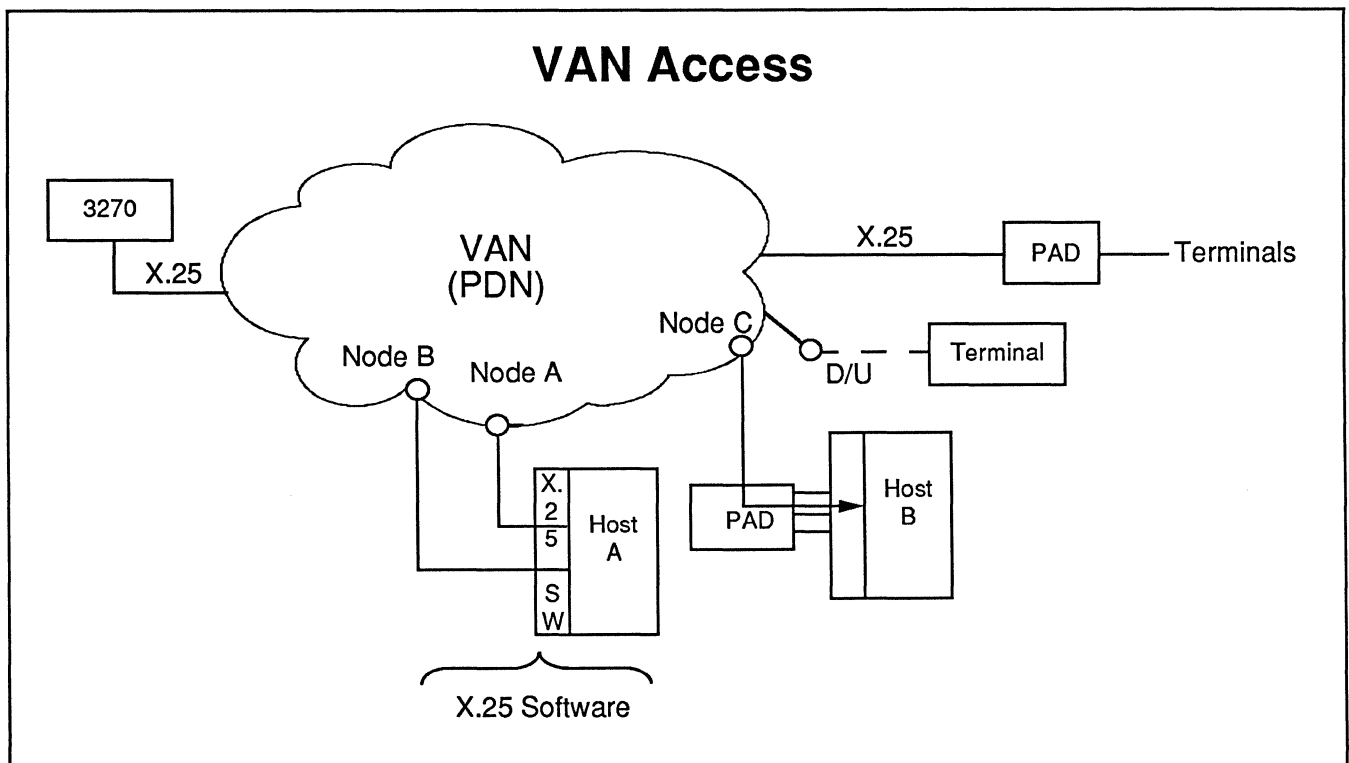 VAN Access
3270
X.25
VAN
(PDN)
X.25
PAD
Terminals
Node C
Node B
Node A
D/U
Terminal
X.
2
5
S
W
Host
A
PAD
Host
B
X.25 Software